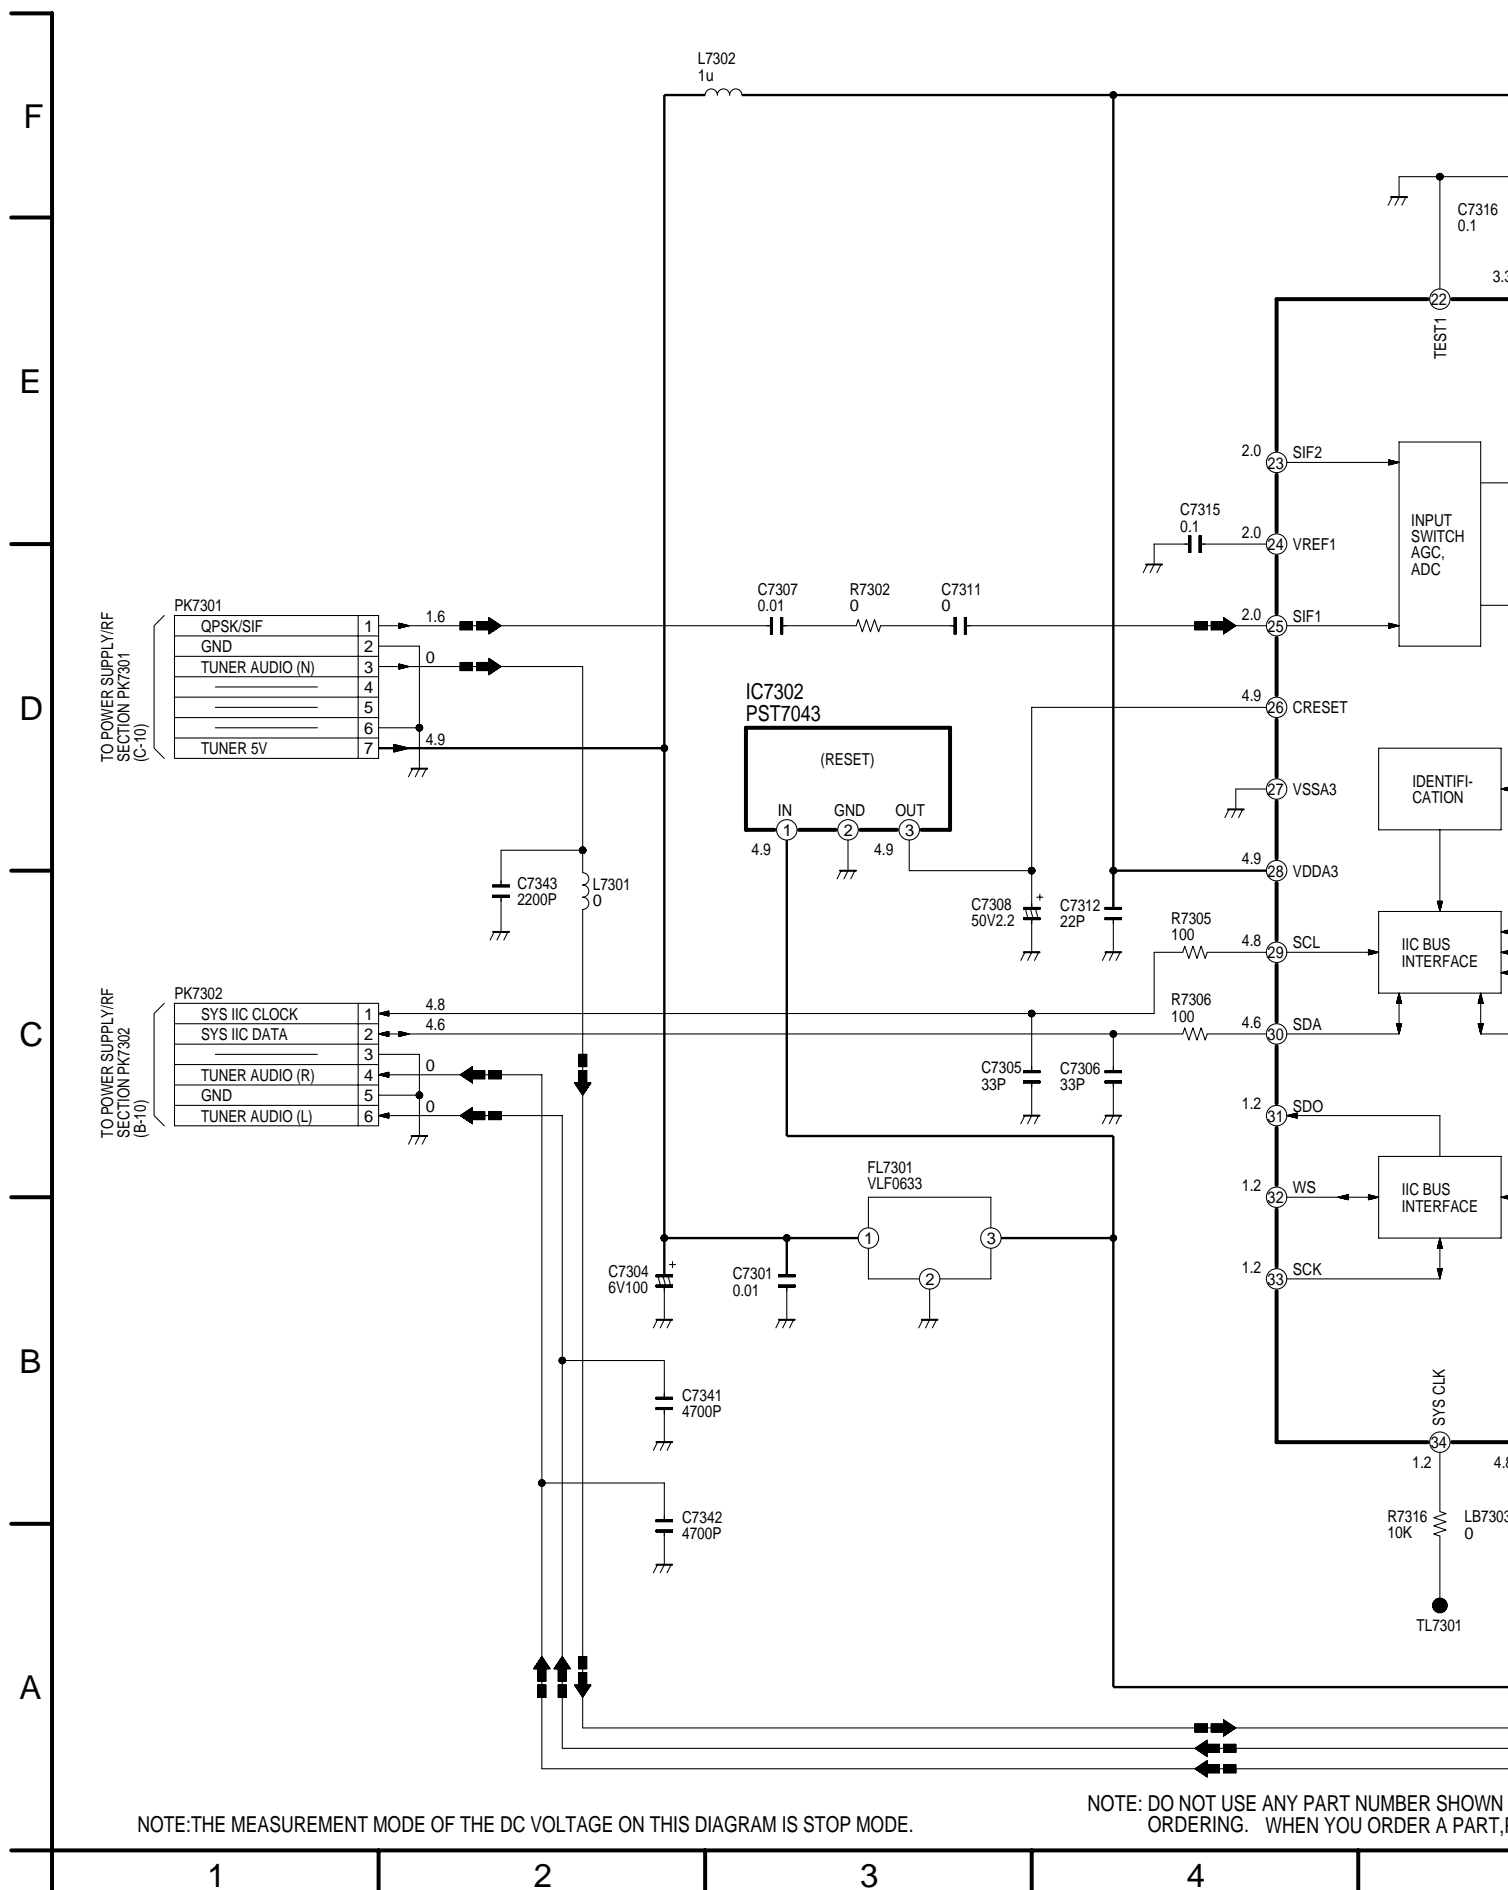 F
L7302
1u
C7316
0.1
22
TEST1
E
2.0
23
SIF2
C7315
0.1
2.0
24
VREF1
INPUT
SWITCH
AGC,
ADC
TO POWER SUPPLY/RF
SECTION PK7301
(C-10)
PK7301
QPSK/SIF 1
GND 2
TUNER AUDIO (N) 3
4
5
6
TUNER 5V 7
1.6
0
4.9
C7307
0.01
R7302
0
C7311
0
2.0
25
SIF1
D
IC7302
PST7043
(RESET)
IN GND OUT
1 2 3
4.9 4.9
4.9
26
CRESET
27
VSSA3
IDENTIFI-
CATION
4.9
28
VDDA3
C7343
2200P
L7301
0
C7308
50V2.2
+
C7312
22P
R7305
100
4.8
29
SCL
IIC BUS
INTERFACE
C
TO POWER SUPPLY/RF
SECTION PK7302
(B-10)
PK7302
SYS IIC CLOCK 1
SYS IIC DATA 2
3
TUNER AUDIO (R) 4
GND 5
TUNER AUDIO (L) 6
4.8
4.6
0
0
R7306
100
4.6
30
SDA
C7305
33P
C7306
33P
1.2
31
SDO
FL7301
VLF0633
1 3
2
1.2
32
WS
IIC BUS
INTERFACE
C7304
6V100
+
C7301
0.01
1.2
33
SCK
B
C7341
4700P
SYS CLK
34
1.2
C7342
4700P
R7316
10K
LB7303
0
TL7301
A
NOTE:THE MEASUREMENT MODE OF THE DC VOLTAGE ON THIS DIAGRAM IS STOP MODE.
NOTE: DO NOT USE ANY PART NUMBER SHOWN
ORDERING. WHEN YOU ORDER A PART,
1 2 3 4